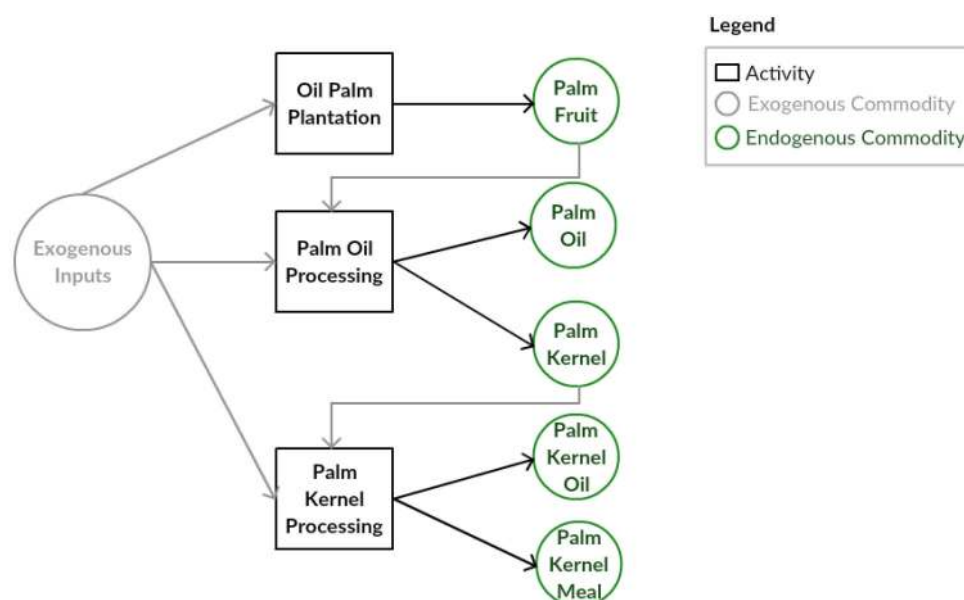 Legend
Activity
Exogenous Commodity
Endogenous Commodity
Oil Palm
Plantation
Palm
Fruit
Exogenous
Inputs
Palm Oil
Processing
Palm
Oil
Palm
Kernel
Palm
Kernel
Processing
Palm
Kernel
Oil
Palm
Kernel
Meal